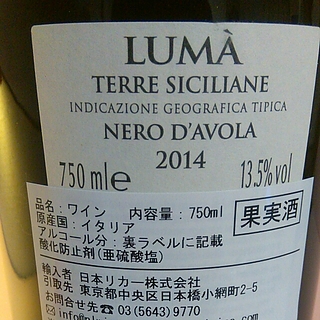 LUMÀ
TERRE SICILIANE
INDICAZIONE GEOGRAFICA TIPICA
NERO D'AVOLA
2014
750 ml e 13.5% vol
品名：ワイン 内容量：750ml
原産国：イタリア 果実酒
アルコール分：裏ラベルに記載
酸化防止剤(亜硫酸塩)
輸入者 日本リカー株式会社
引取先 東京都中央区日本橋小網町2-5
お問合せ先 ☎ 03(5643)9770